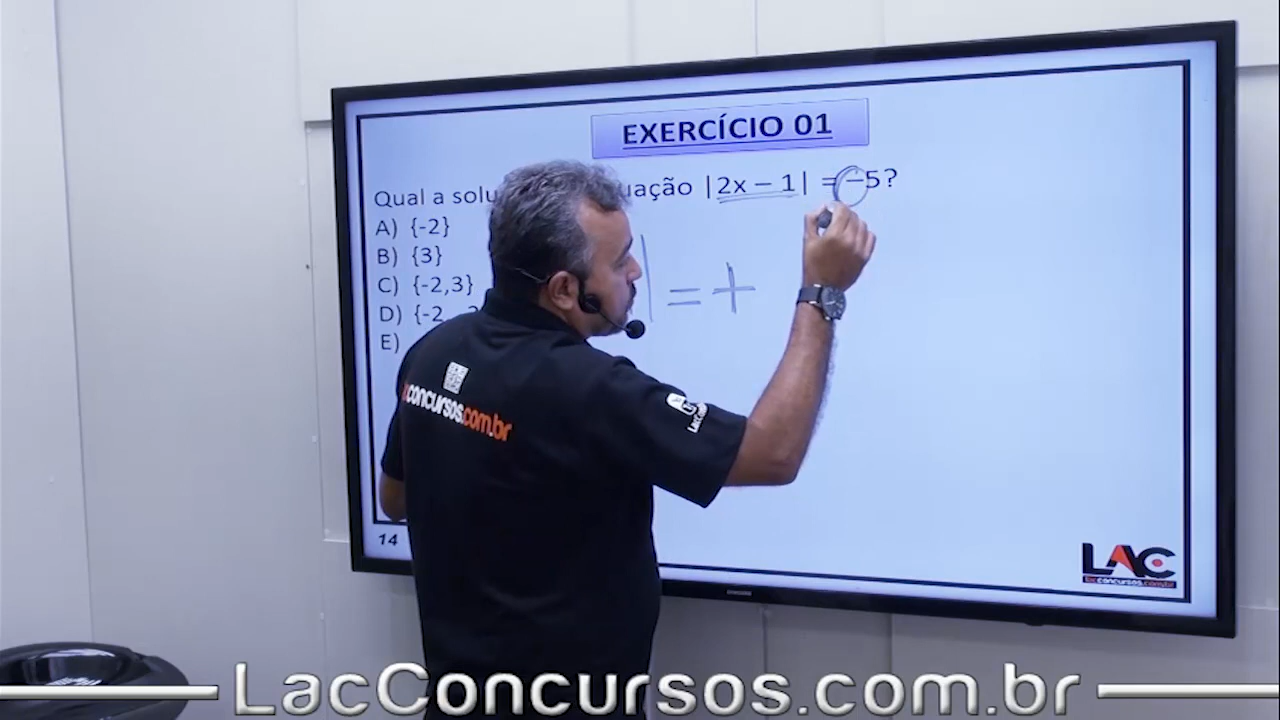 EXERCÍCIO 01
Qual a solu uação |2x – 1| = –5?
A) {-2}
B) {3}
C) {-2,3}
D) {-2
E)
| = +
concursos.com.br
14
LAC
lacconcursos.com.br
SAMSUNG
LacConcursos.com.br